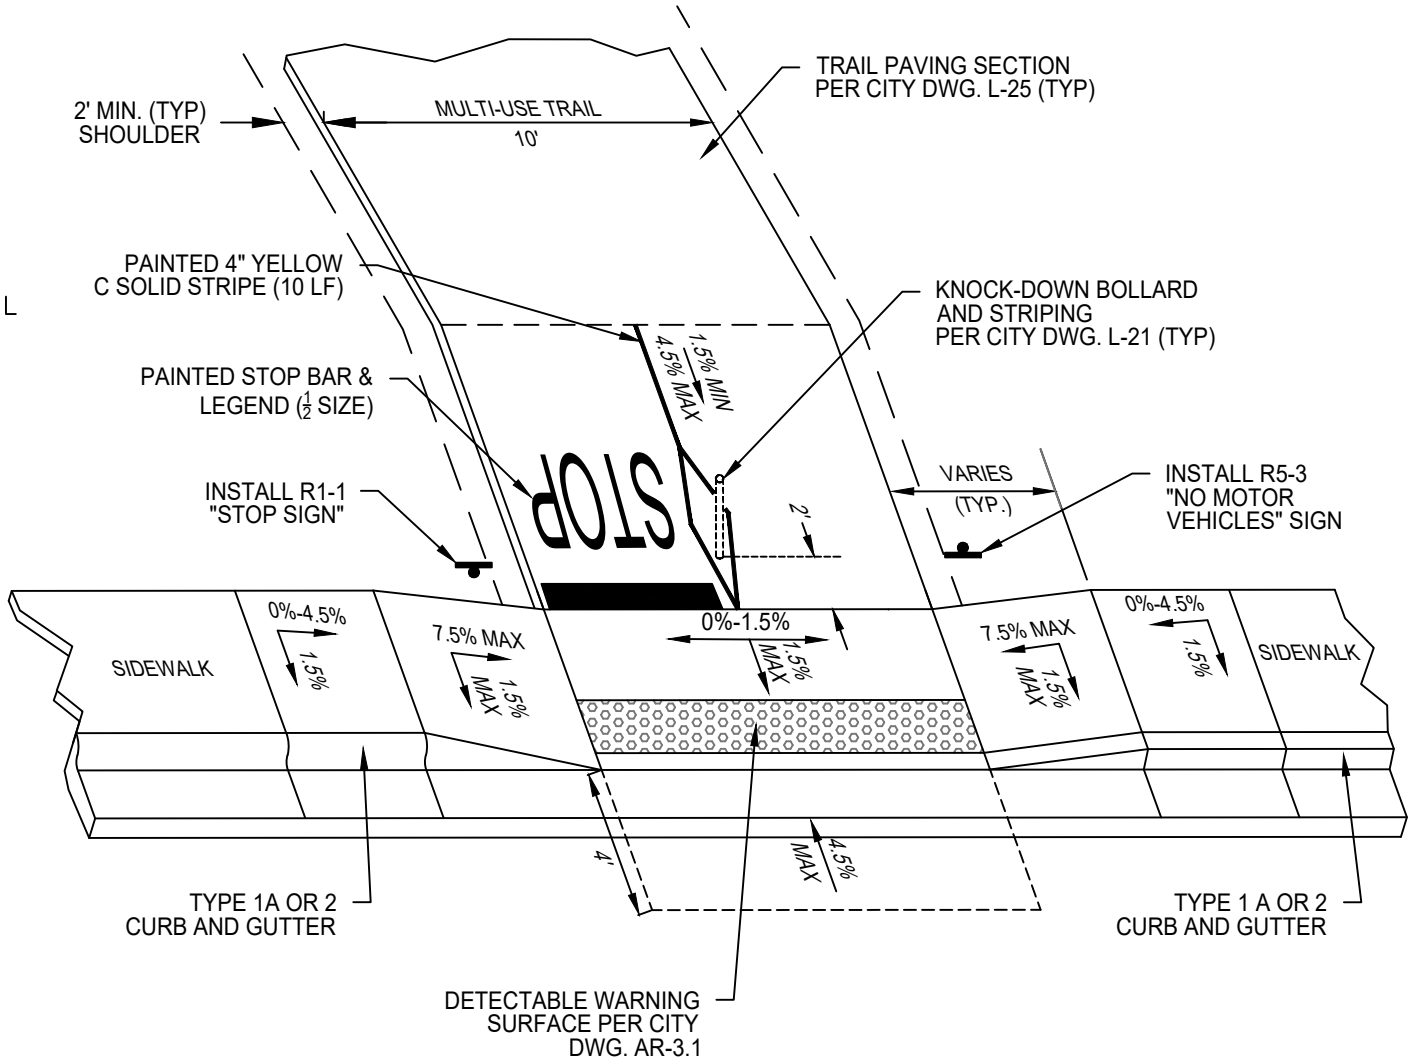 TRAIL PAVING SECTION
PER CITY DWG. L-25 (TYP)
2' MIN. (TYP)
SHOULDER
MULTI-USE TRAIL
10'
PAINTED 4" YELLOW
C SOLID STRIPE (10 LF)
L
KNOCK-DOWN BOLLARD
AND STRIPING
PER CITY DWG. L-21 (TYP)
1.5% MIN
4.5% MAX
PAINTED STOP BAR &
LEGEND (½ SIZE)
STOP
INSTALL R1-1
"STOP SIGN"
2'
VARIES
(TYP.)
INSTALL R5-3
"NO MOTOR
VEHICLES" SIGN
SIDEWALK
0%-4.5%
1.5%
7.5% MAX
1.5%
MAX
0%-1.5%
1.5%
MAX
7.5% MAX
1.5%
MAX
0%-4.5%
1.5%
SIDEWALK
4'
4.5%
MAX
TYPE 1A OR 2
CURB AND GUTTER
TYPE 1 A OR 2
CURB AND GUTTER
DETECTABLE WARNING
SURFACE PER CITY
DWG. AR-3.1